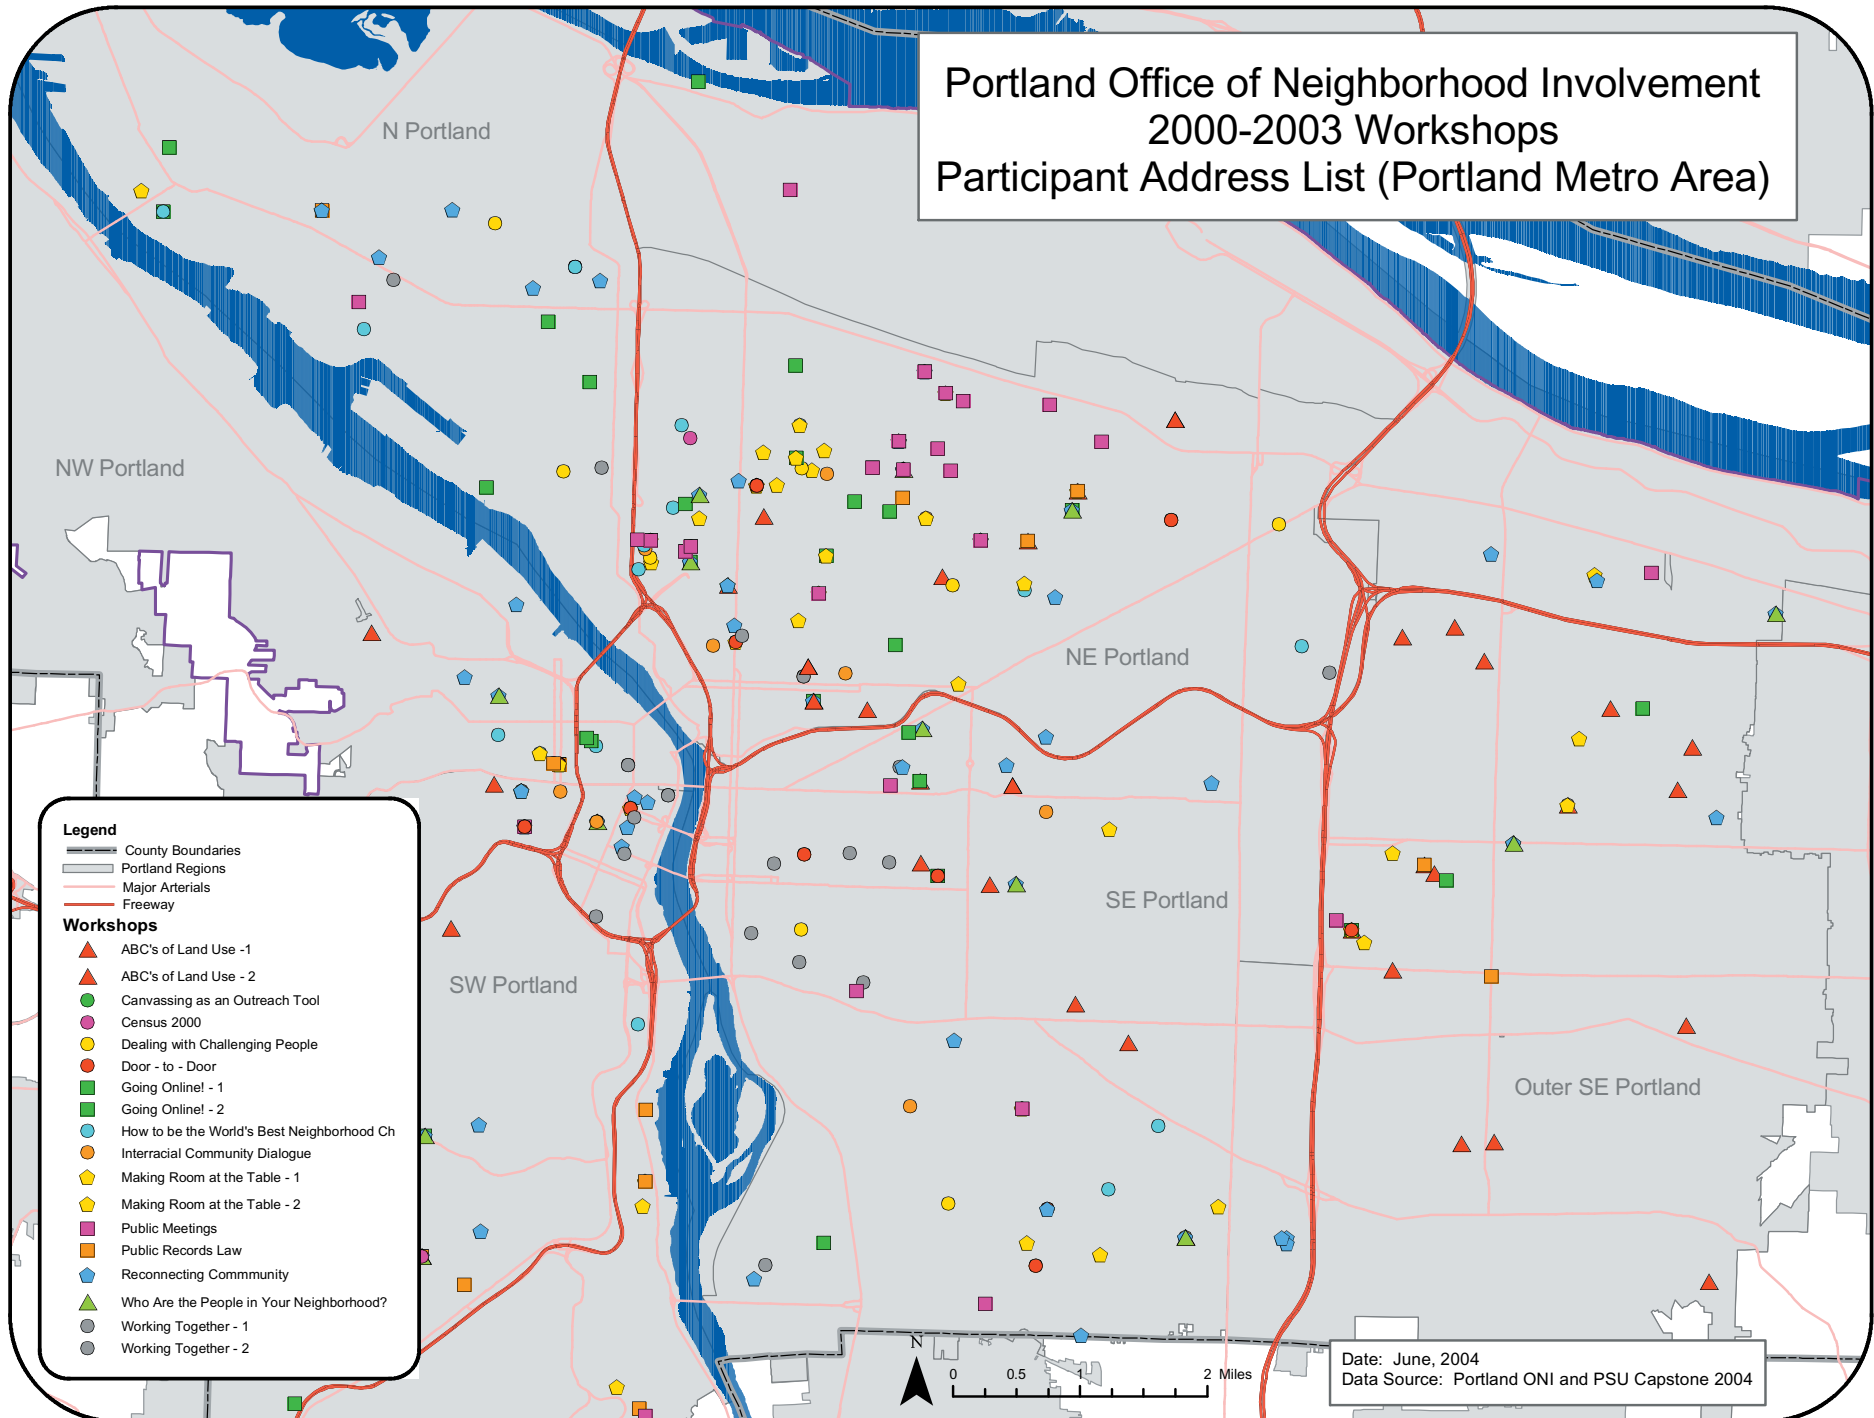 Portland Office of Neighborhood Involvement
2000-2003 Workshops
Participant Address List (Portland Metro Area)
N Portland
NW Portland
NE Portland
SE Portland
SW Portland
Outer SE Portland
Legend
County Boundaries
Portland Regions
Major Arterials
Freeway
Workshops
ABC's of Land Use -1
ABC's of Land Use - 2
Canvassing as an Outreach Tool
Census 2000
Dealing with Challenging People
Door - to - Door
Going Online! - 1
Going Online! - 2
How to be the World's Best Neighborhood Ch
Interracial Community Dialogue
Making Room at the Table - 1
Making Room at the Table - 2
Public Meetings
Public Records Law
Reconnecting Commmunity
Who Are the People in Your Neighborhood?
Working Together - 1
Working Together - 2
N
0 0.5 1 2 Miles
Date: June, 2004
Data Source: Portland ONI and PSU Capstone 2004